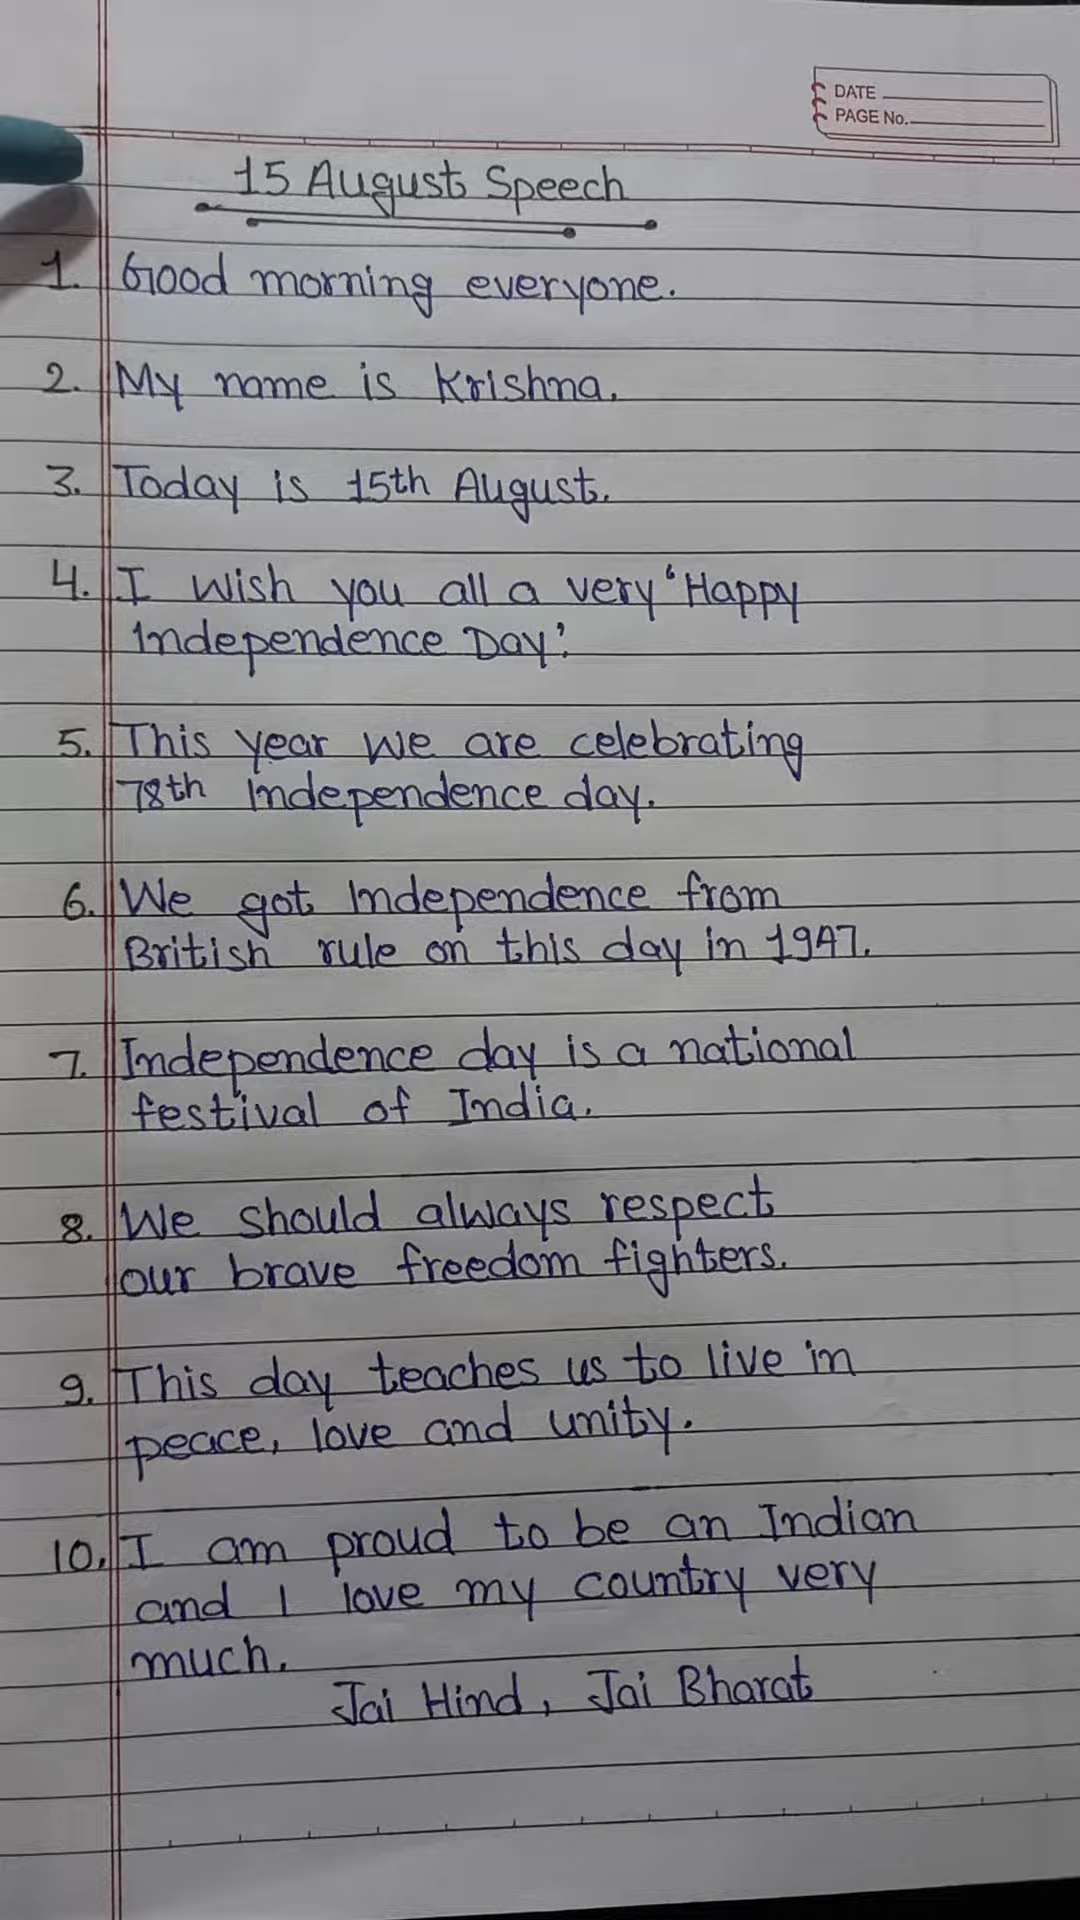 DATE
PAGE No.
15 August Speech
1. Good morning everyone.
2. My name is Krishna.
3. Today is 15th August.
4. I wish you all a very 'Happy
Independence Day'.
5. This year we are celebrating
78th Independence day.
6. We got Independence from
British rule on this day in 1947.
7. Independence day is a national
festival of India.
8. We should always respect
our brave freedom fighters.
9. This day teaches us to live in
peace, love and unity.
10. I am proud to be an Indian
and I love my country very
much.
Jai Hind, Jai Bharat